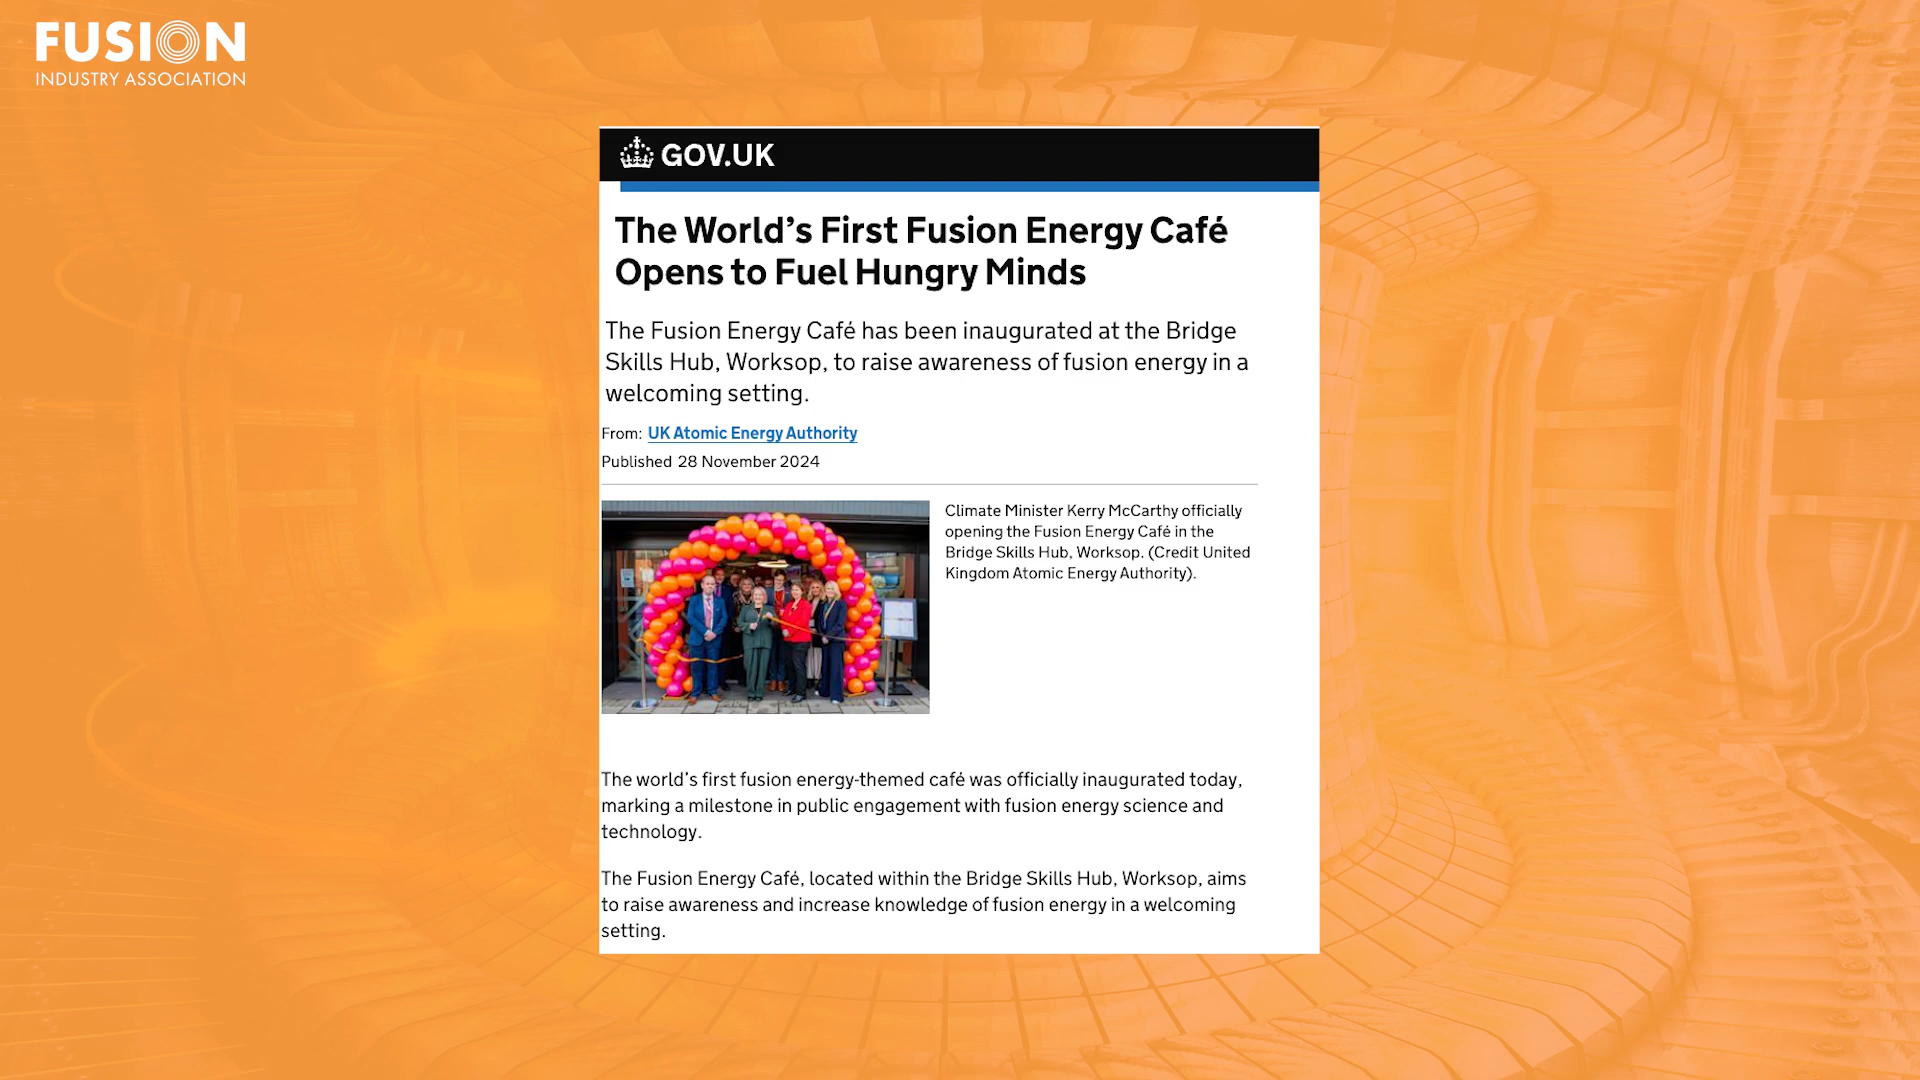 FUSION
INDUSTRY ASSOCIATION
GOV.UK
The World’s First Fusion Energy Café
Opens to Fuel Hungry Minds
The Fusion Energy Café has been inaugurated at the Bridge
Skills Hub, Worksop, to raise awareness of fusion energy in a
welcoming setting.
From: UK Atomic Energy Authority
Published 28 November 2024
Climate Minister Kerry McCarthy officially
opening the Fusion Energy Café in the
Bridge Skills Hub, Worksop. (Credit United
Kingdom Atomic Energy Authority).
The world’s first fusion energy-themed café was officially inaugurated today,
marking a milestone in public engagement with fusion energy science and
technology.
The Fusion Energy Café, located within the Bridge Skills Hub, Worksop, aims
to raise awareness and increase knowledge of fusion energy in a welcoming
setting.